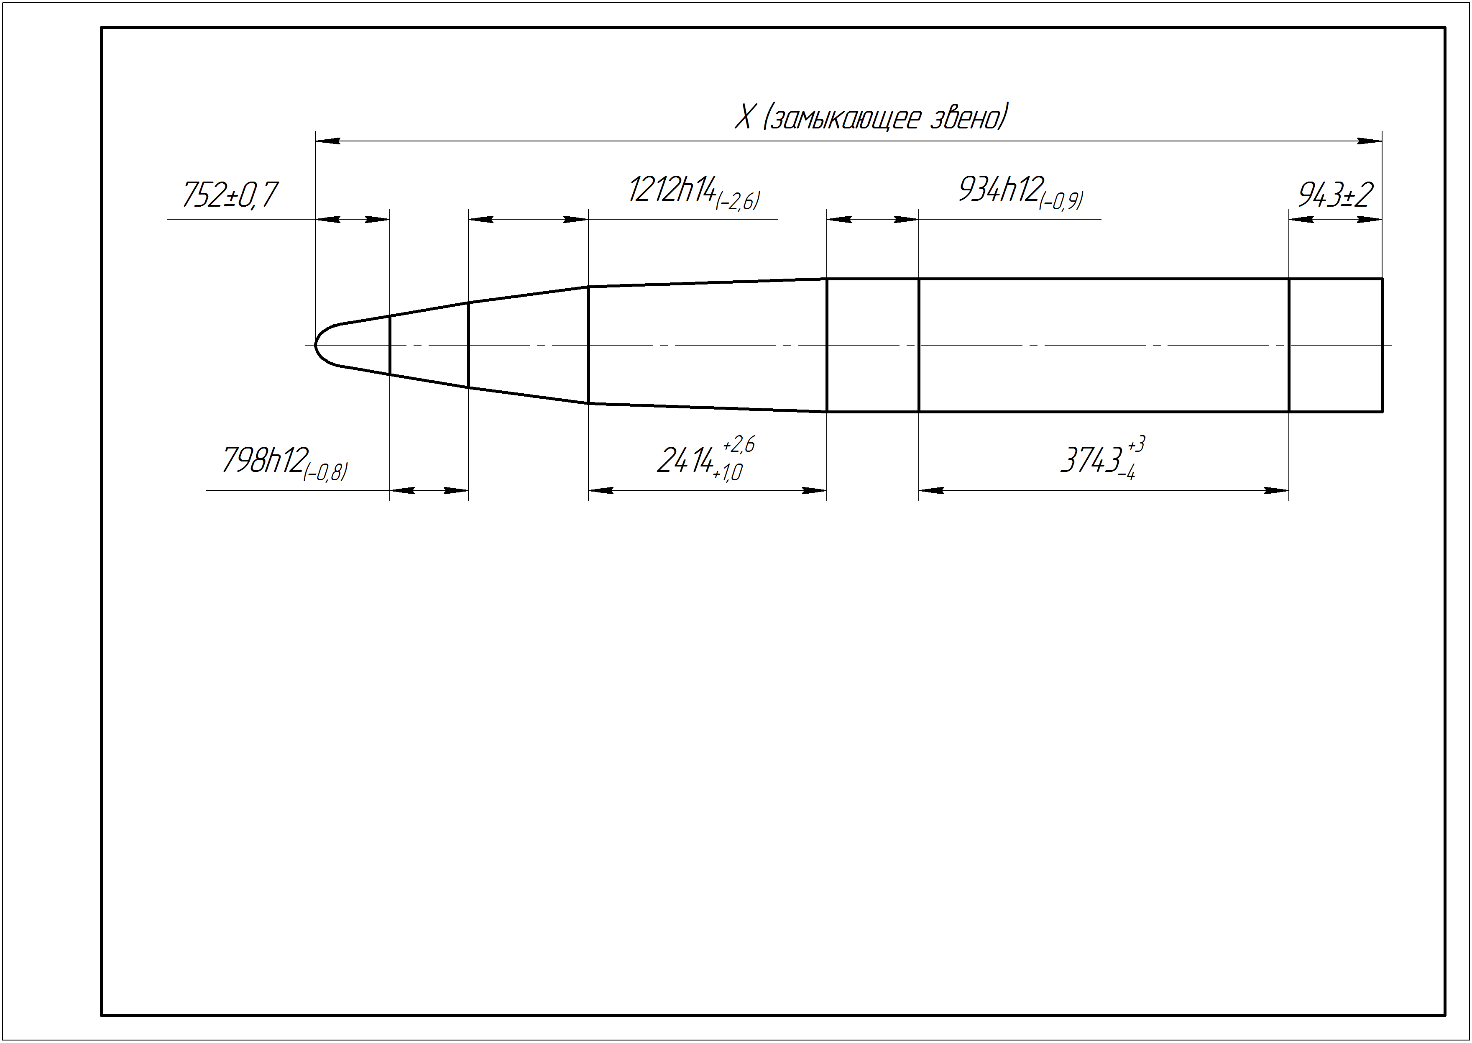 X (замыкающее звено)
752±0,7
1212h14(-2,6)
934h12(-0,9)
943±2
798h12(-0,8)
2414 +2,6 +1,0
3743 +3 -4